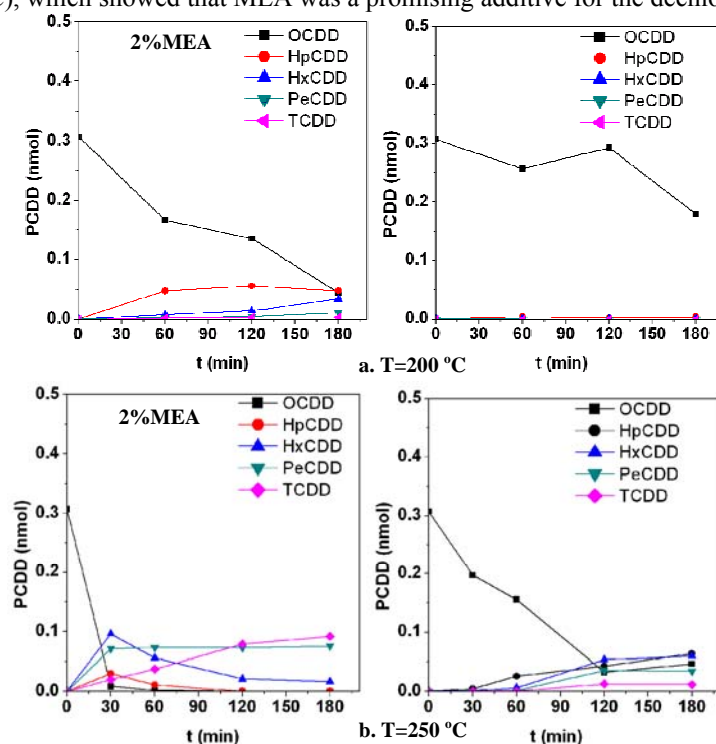 e), which showed that MEA was a promising additive for the dechlo
2%MEA
OCDD
HpCDD
HxCDD
PeCDD
TCDD
PCDD (nmol)
0.5
0.4
0.3
0.2
0.1
0.0
0 30 60 90 120 150 180
t (min)
OCDD
HpCDD
HxCDD
PeCDD
TCDD
PCDD (nmol)
0.5
0.4
0.3
0.2
0.1
0.0
0 30 60 90 120 150 180
t (min)
a. T=200 ºC
2%MEA
OCDD
HpCDD
HxCDD
PeCDD
TCDD
PCDD (nmol)
0.5
0.4
0.3
0.2
0.1
0.0
0 30 60 90 120 150 180
t (min)
OCDD
HpCDD
HxCDD
PeCDD
TCDD
PCDD (nmol)
0.5
0.4
0.3
0.2
0.1
0.0
0 30 60 90 120 150 180
t (min)
b. T=250 ºC